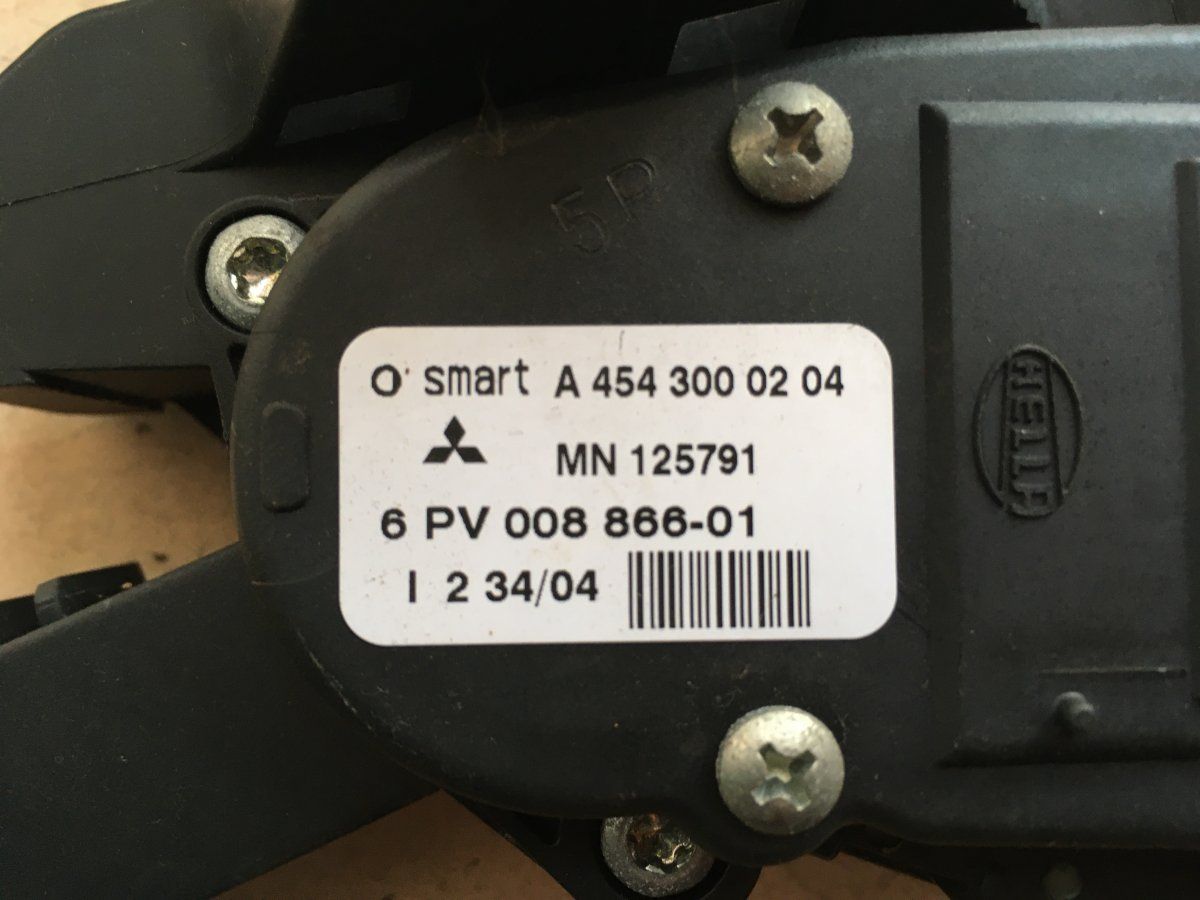 5P
smart A 454 300 02 04
MN 125791
6 PV 008 866-01
I 2 34/04
HELLA